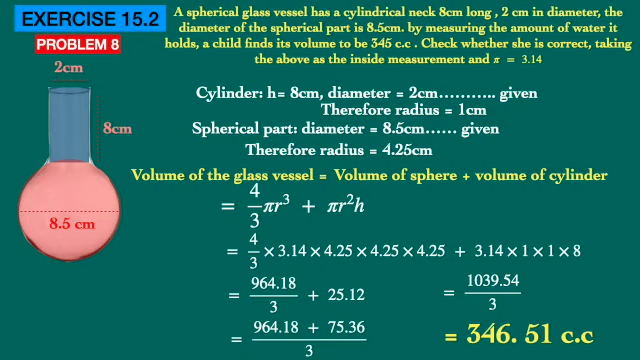 EXERCISE 15.2
PROBLEM 8
A spherical glass vessel has a cylindrical neck 8cm long , 2 cm in diameter, the
diameter of the spherical part is 8.5cm. by measuring the amount of water it
holds, a child finds its volume to be 345 c.c . Check whether she is correct, taking
the above as the inside measurement and π = 3.14
2cm
8cm
8.5 cm
Cylinder: h= 8cm, diameter = 2cm……….. given
Therefore radius = 1cm
Spherical part: diameter = 8.5cm…… given
Therefore radius = 4.25cm
Volume of the glass vessel = Volume of sphere + volume of cylinder
= 4/3 πr³ + πr²h
= 4/3 × 3.14 × 4.25 × 4.25 × 4.25 + 3.14 × 1 × 1 × 8
= 964.18/3 + 25.12
= (964.18 + 75.36)/3
= 1039.54/3
= 346. 51 c.c